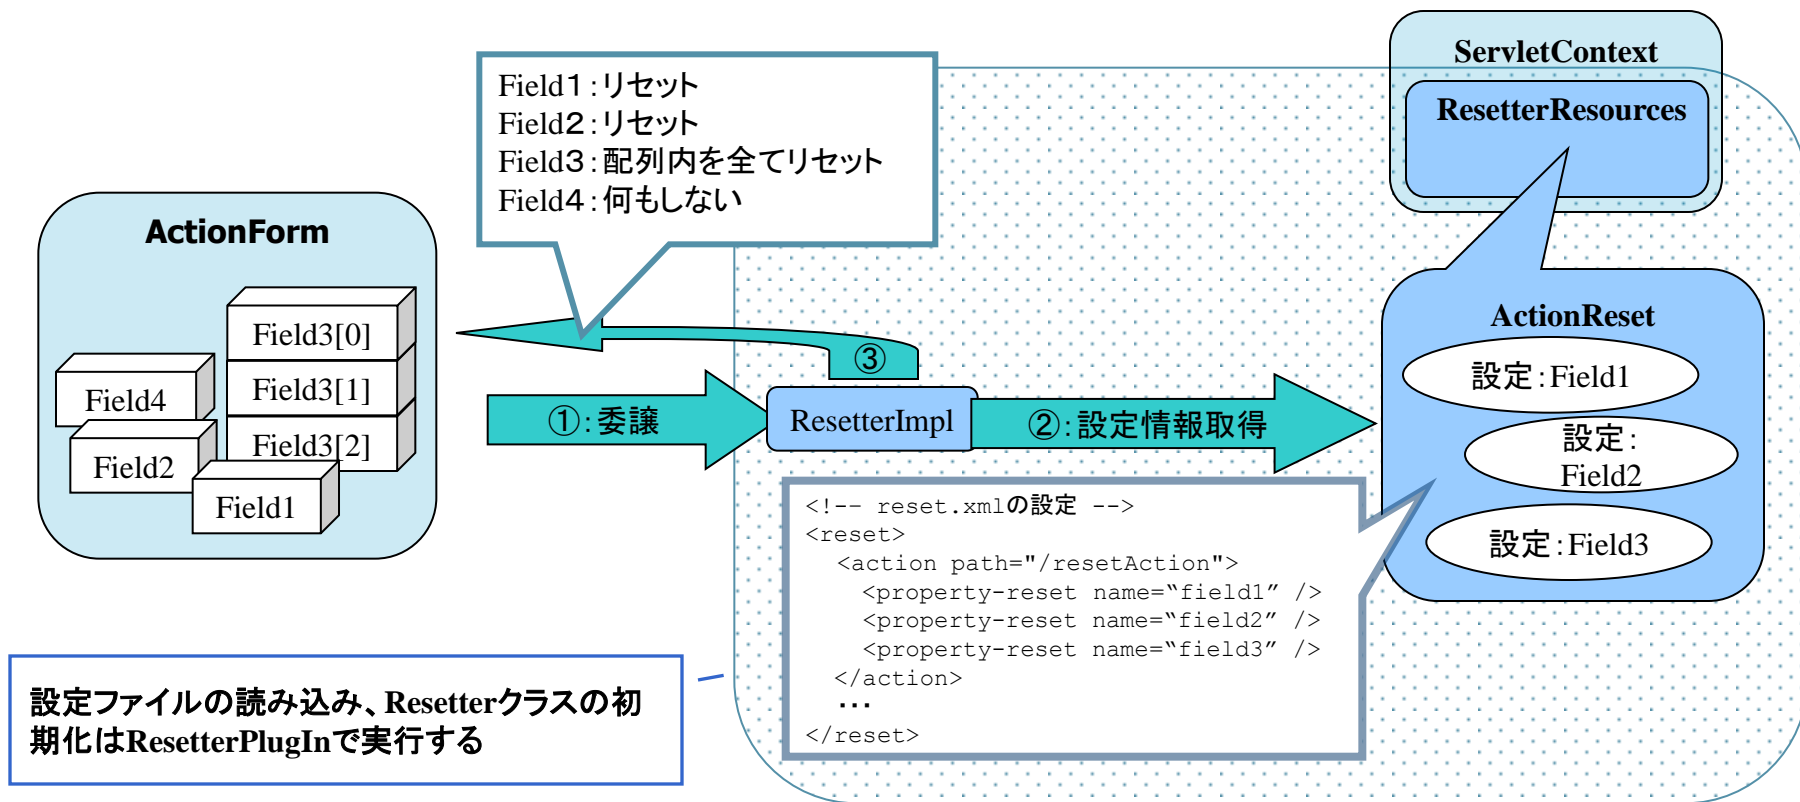 ServletContext
ResetterResources
Field１：リセット
Field２：リセット
Field３：配列内を全てリセット
Field４：何もしない
ActionForm
Field3[0]
Field3[1]
Field3[2]
Field4
Field2
Field1
③
①：委譲
ResetterImpl
②：設定情報取得
ActionReset
設定：Field1
設定：
Field2
設定：Field3
<!-- reset.xmlの設定 -->
<reset>
<action path="/resetAction">
<property-reset name=“field1” />
<property-reset name=“field2” />
<property-reset name=“field3” />
</action>
・・・
</reset>
設定ファイルの読み込み、Resetterクラスの初
期化はResetterPlugInで実行する